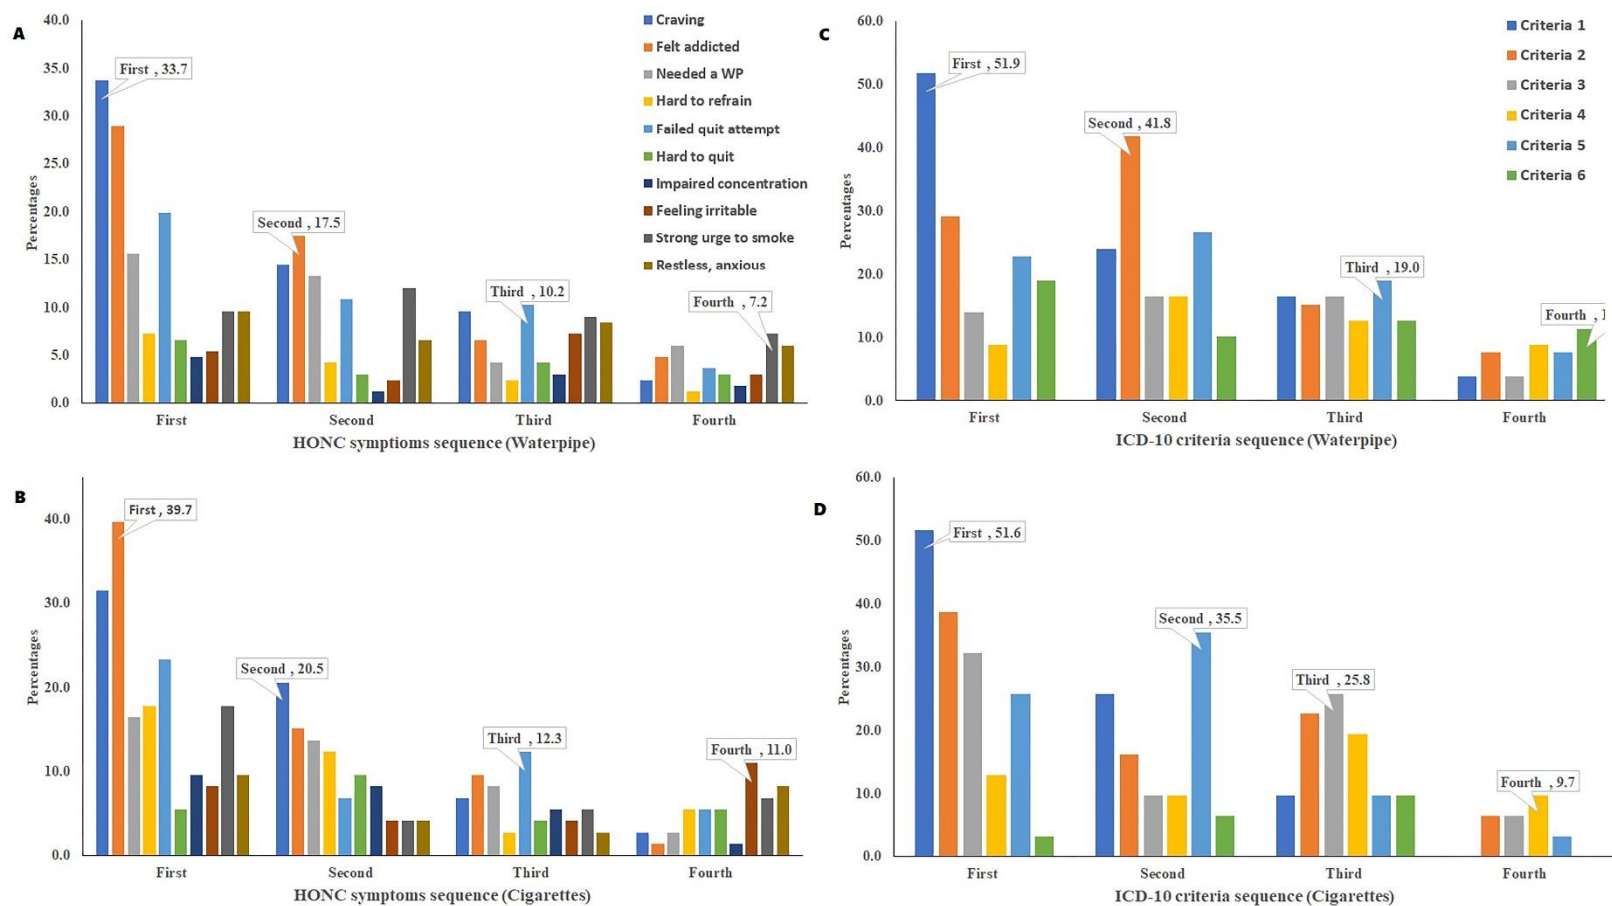 A
40.0
35.0
30.0
25.0
20.0
15.0
10.0
5.0
0.0
Percentages
First , 33.7
Second , 17.5
Third , 10.2
Fourth , 7.2
Craving
Felt addicted
Needed a WP
Hard to refrain
Failed quit attempt
Hard to quit
Impaired concentration
Feeling irritable
Strong urge to smoke
Restless, anxious
First
Second
Third
Fourth
HONC symptoms sequence (Waterpipe)
C
60.0
50.0
40.0
30.0
20.0
10.0
0.0
Percentages
First , 51.9
Second , 41.8
Third , 19.0
Fourth , 1
Criteria 1
Criteria 2
Criteria 3
Criteria 4
Criteria 5
Criteria 6
First
Second
Third
Fourth
ICD-10 criteria sequence (Waterpipe)
B
40.0
30.0
20.0
10.0
0.0
Percentages
First , 39.7
Second , 20.5
Third , 12.3
Fourth , 11.0
First
Second
Third
Fourth
HONC symptoms sequence (Cigarettes)
D
60.0
50.0
40.0
30.0
20.0
10.0
0.0
Percentages
First , 51.6
Second , 35.5
Third , 25.8
Fourth , 9.7
First
Second
Third
Fourth
ICD-10 criteria sequence (Cigarettes)